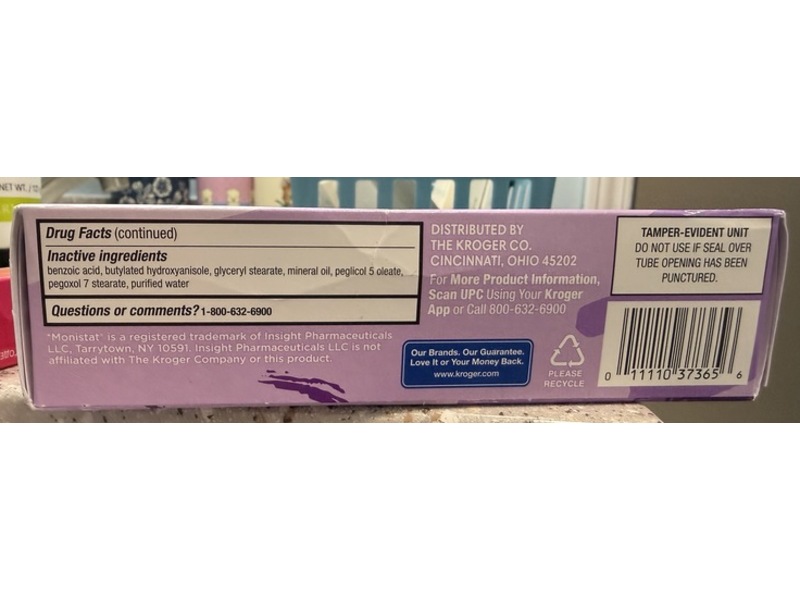 NET WT./
Drug Facts (continued)
Inactive ingredients
benzoic acid, butylated hydroxyanisole, glyceryl stearate, mineral oil, peglicol 5 oleate,
pegoxol 7 stearate, purified water
Questions or comments? 1-800-632-6900
*Monistat® is a registered trademark of Insight Pharmaceuticals
LLC, Tarrytown, NY 10591. Insight Pharmaceuticals LLC is not
affiliated with The Kroger Company or this product.
DISTRIBUTED BY
THE KROGER CO.
CINCINNATI, OHIO 45202
For More Product Information,
Scan UPC Using Your Kroger
App or Call 800-632-6900
Our Brands. Our Guarantee.
Love It or Your Money Back.
www.kroger.com
PLEASE
RECYCLE
TAMPER-EVIDENT UNIT
DO NOT USE IF SEAL OVER
TUBE OPENING HAS BEEN
PUNCTURED.
0 11110 37365 6